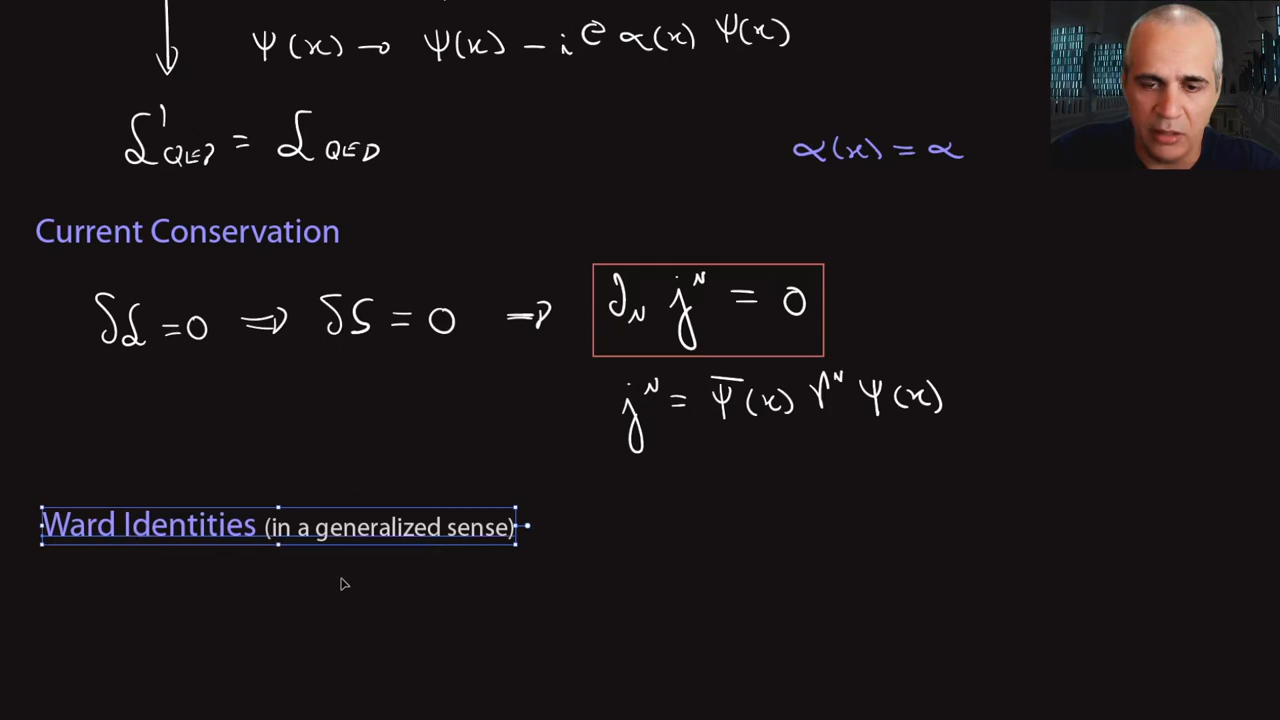 Ψ(x) → Ψ(x) − i e α(x) Ψ(x)
ℒ'QED = ℒQED
α(x) = α
Current Conservation
δℒ = 0 ⇒ δS = 0 ⇒ ∂μ j^μ = 0
j^μ = Ψ̅(x) γ^μ Ψ(x)
Ward Identities (in a generalized sense)